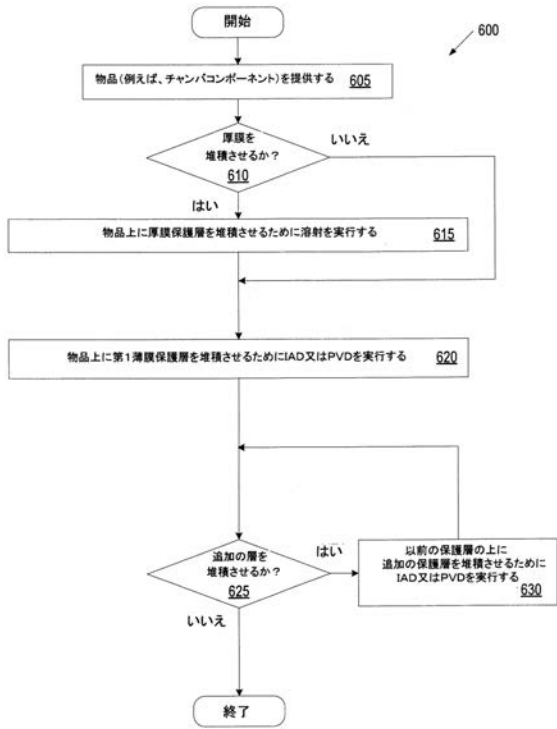 開始
600
物品(例えば、チャンバコンポーネント)を提供する 605
厚膜を
堆積させるか?
610
いいえ
はい
物品上に厚膜保護層を堆積させるために溶射を実行する 615
物品上に第1薄膜保護層を堆積させるためにIAD又はPVDを実行する 620
追加の層を
堆積させるか?
625
はい
以前の保護層の上に
追加の保護層を堆積させるために
IAD又はPVDを実行する
630
いいえ
終了